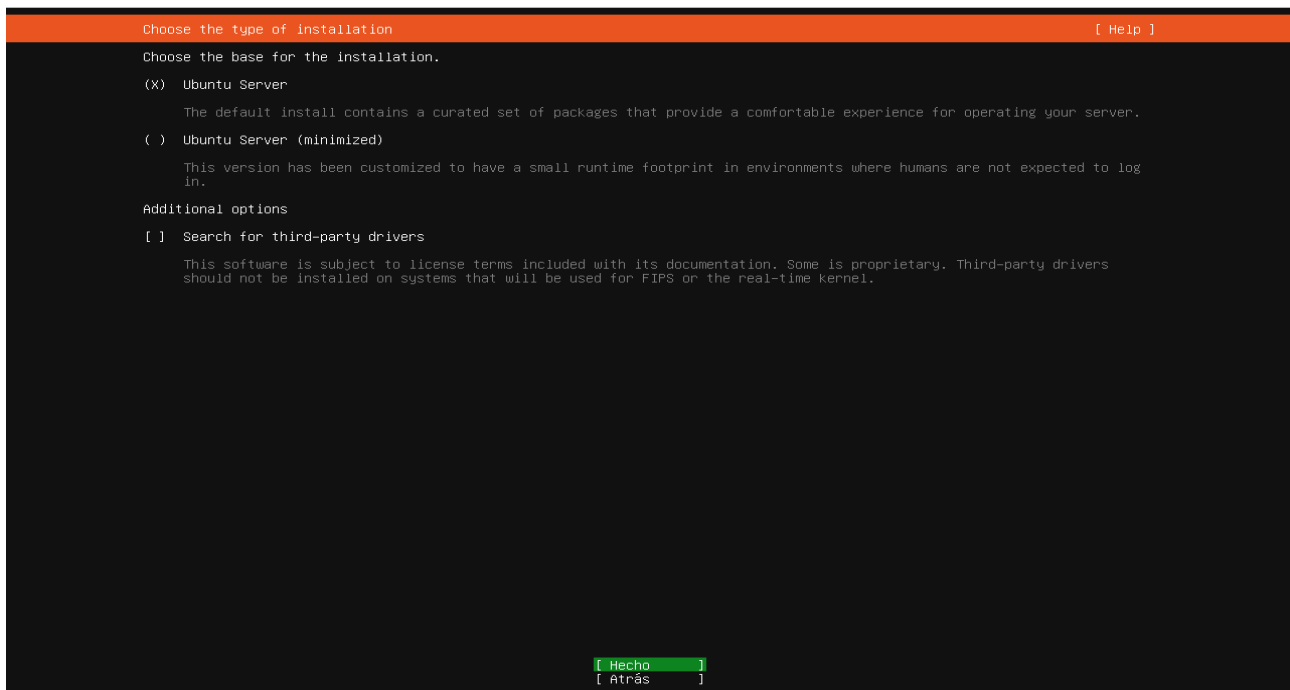 Choose the type of installation [ Help ]
Choose the base for the installation.
(X) Ubuntu Server
The default install contains a curated set of packages that provide a comfortable experience for operating your server.
( ) Ubuntu Server (minimized)
This version has been customized to have a small runtime footprint in environments where humans are not expected to log
in.
Additional options
[ ] Search for third-party drivers
This software is subject to license terms included with its documentation. Some is proprietary. Third-party drivers
should not be installed on systems that will be used for FIPS or the real-time kernel.
[ Hecho ]
[ Atrás ]